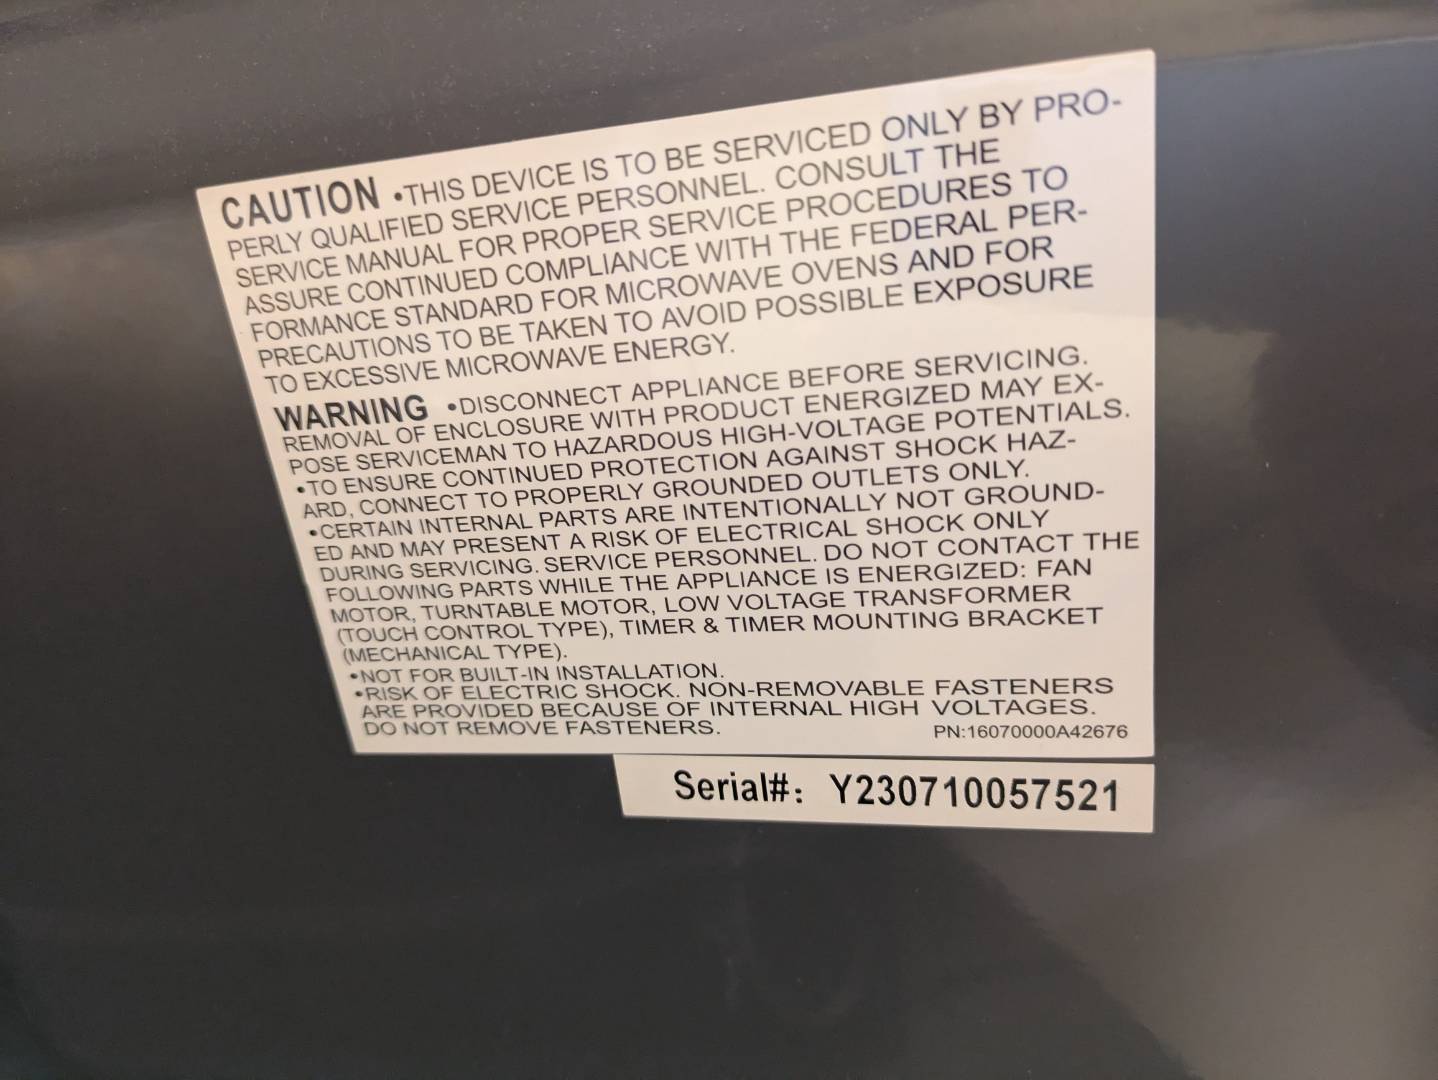 CAUTION •THIS DEVICE IS TO BE SERVICED ONLY BY PRO-
PERLY QUALIFIED SERVICE PERSONNEL. CONSULT THE
SERVICE MANUAL FOR PROPER SERVICE PROCEDURES TO
ASSURE CONTINUED COMPLIANCE WITH THE FEDERAL PER-
FORMANCE STANDARD FOR MICROWAVE OVENS AND FOR
PRECAUTIONS TO BE TAKEN TO AVOID POSSIBLE EXPOSURE
TO EXCESSIVE MICROWAVE ENERGY.
WARNING •DISCONNECT APPLIANCE BEFORE SERVICING.
REMOVAL OF ENCLOSURE WITH PRODUCT ENERGIZED MAY EX-
POSE SERVICEMAN TO HAZARDOUS HIGH-VOLTAGE POTENTIALS.
•TO ENSURE CONTINUED PROTECTION AGAINST SHOCK HAZ-
ARD, CONNECT TO PROPERLY GROUNDED OUTLETS ONLY.
•CERTAIN INTERNAL PARTS ARE INTENTIONALLY NOT GROUND-
ED AND MAY PRESENT A RISK OF ELECTRICAL SHOCK ONLY
DURING SERVICING. SERVICE PERSONNEL. DO NOT CONTACT THE
FOLLOWING PARTS WHILE THE APPLIANCE IS ENERGIZED: FAN
MOTOR, TURNTABLE MOTOR, LOW VOLTAGE TRANSFORMER
(TOUCH CONTROL TYPE), TIMER & TIMER MOUNTING BRACKET
(MECHANICAL TYPE).
•NOT FOR BUILT-IN INSTALLATION.
•RISK OF ELECTRIC SHOCK. NON-REMOVABLE FASTENERS
ARE PROVIDED BECAUSE OF INTERNAL HIGH VOLTAGES.
DO NOT REMOVE FASTENERS. PN:16070000A42676
Serial#: Y230710057521